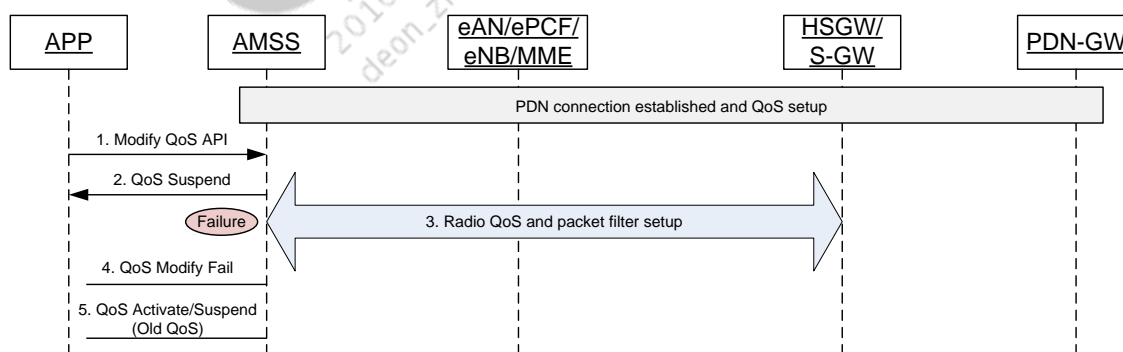 APP
AMSS
eAN/ePCF/
eNB/MME
HSGW/
S-GW
PDN-GW
PDN connection established and QoS setup
1. Modify QoS API
2. QoS Suspend
Failure
3. Radio QoS and packet filter setup
4. QoS Modify Fail
5. QoS Activate/Suspend
(Old QoS)